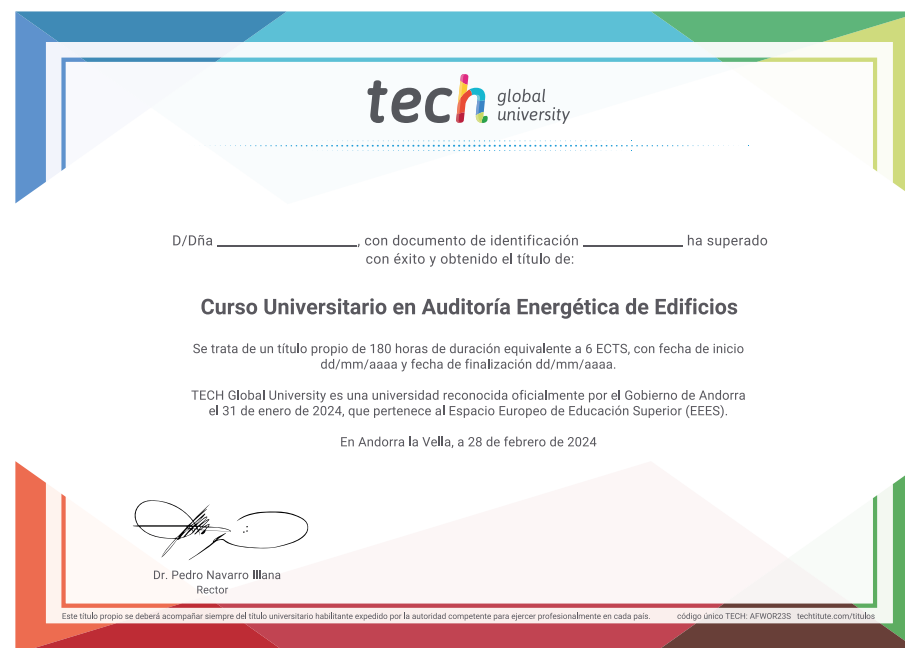 tech global university
D/Dña ____________, con documento de identificación ____________ ha superado
con éxito y obtenido el título de:
Curso Universitario en Auditoría Energética de Edificios
Se trata de un título propio de 180 horas de duración equivalente a 6 ECTS, con fecha de inicio
dd/mm/aaaa y fecha de finalización dd/mm/aaaa.
TECH Global University es una universidad reconocida oficialmente por el Gobierno de Andorra
el 31 de enero de 2024, que pertenece al Espacio Europeo de Educación Superior (EEES).
En Andorra la Vella, a 28 de febrero de 2024
Dr. Pedro Navarro Illana
Rector
Este título propio se deberá acompañar siempre del título universitario habilitante expedido por la autoridad competente para ejercer profesionalmente en cada país. código único TECH: AFWOR23S techtitute.com/titulos